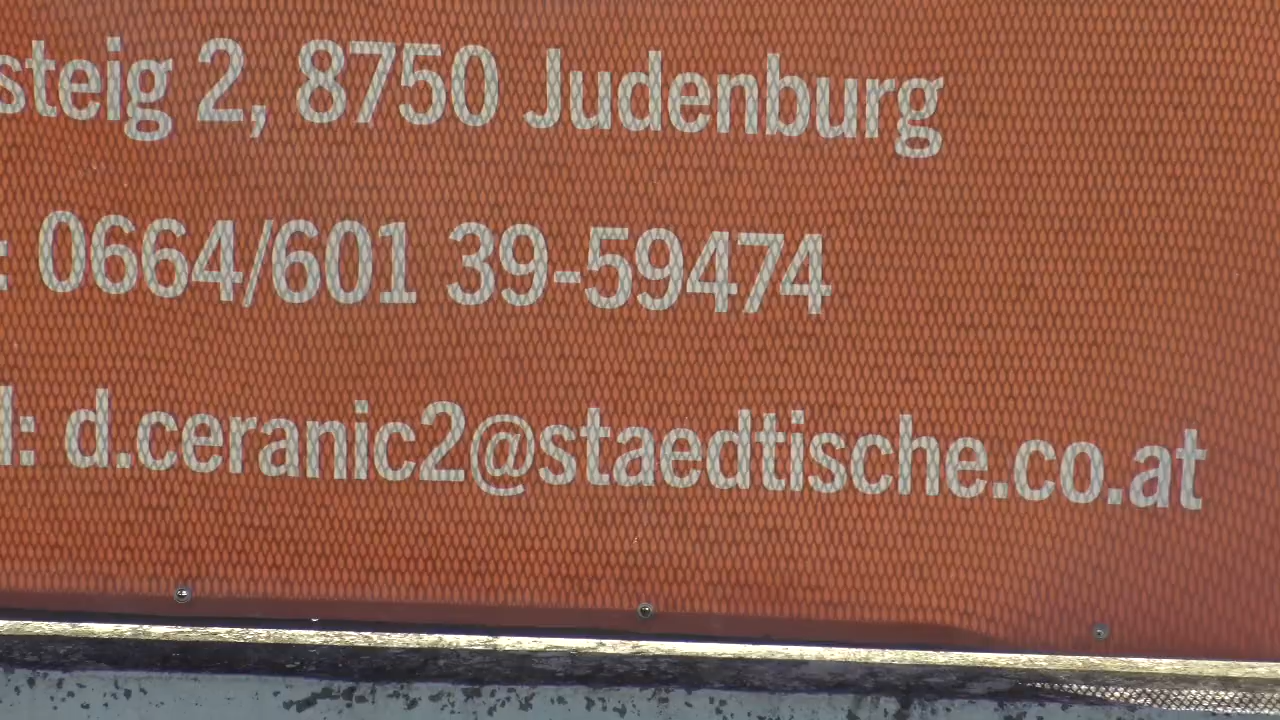 steig 2, 8750 Judenburg
: 0664/601 39-59474
l: d.ceranic2@staedtische.co.at